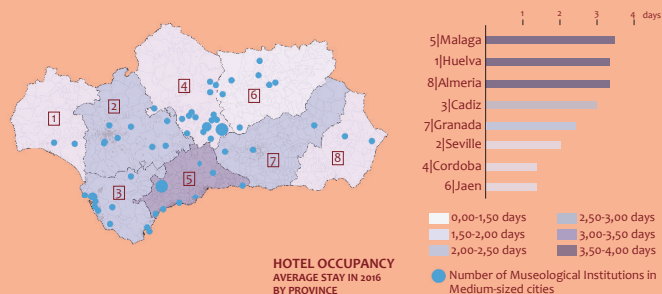 1 2 3 4 days
5|Malaga
1|Huelva
8|Almeria
3|Cadiz
7|Granada
2|Seville
4|Cordoba
6|Jaen
1
2
3
4
5
6
7
8
0,00-1,50 days
1,50-2,00 days
2,00-2,50 days
2,50-3,00 days
3,00-3,50 days
3,50-4,00 days
HOTEL OCCUPANCY
AVERAGE STAY IN 2016
BY PROVINCE
Number of Museological Institutions in
Medium-sized cities